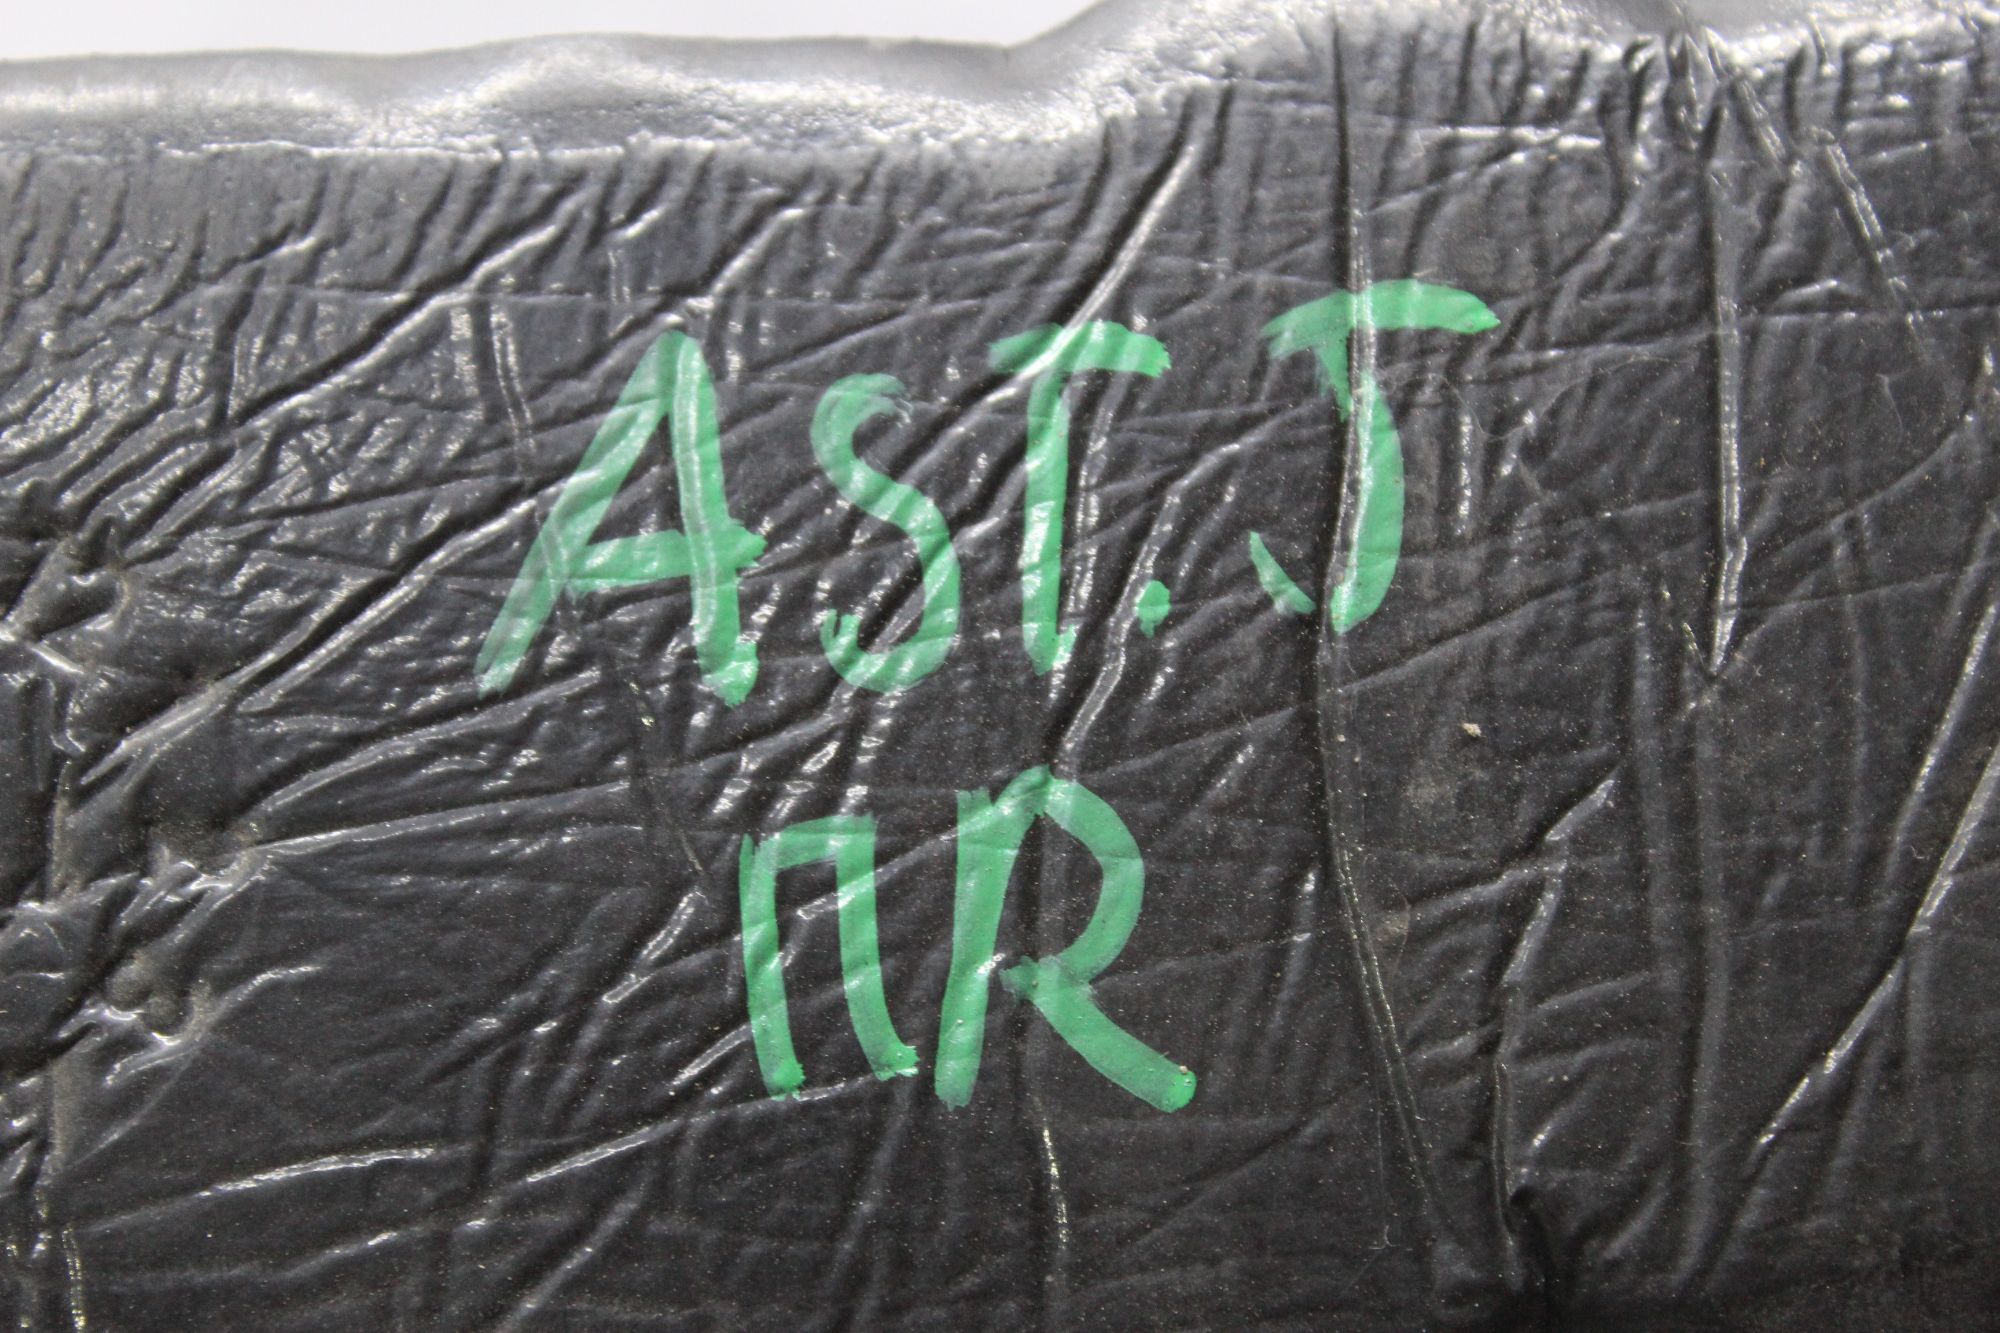 AST. J
ПR